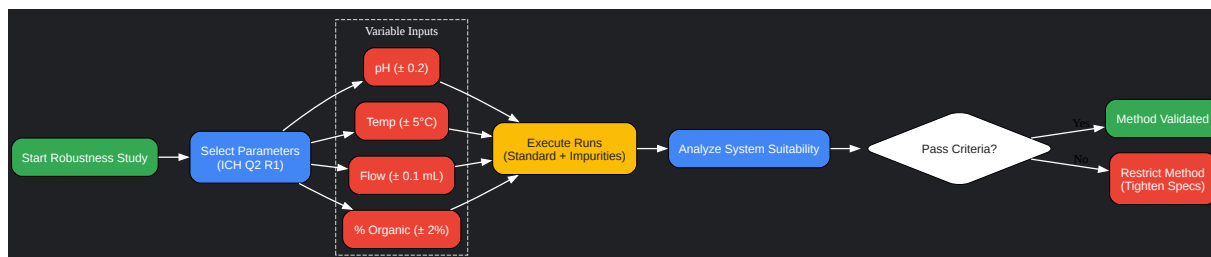 Start Robustness Study
Select Parameters
(ICH Q2 R1)
Variable Inputs
pH (± 0.2)
Temp (± 5°C)
Flow (± 0.1 mL)
% Organic (± 2%)
Execute Runs
(Standard + Impurities)
Analyze System Suitability
Pass Criteria?
Yes
Method Validated
No
Restrict Method
(Tighten Specs)